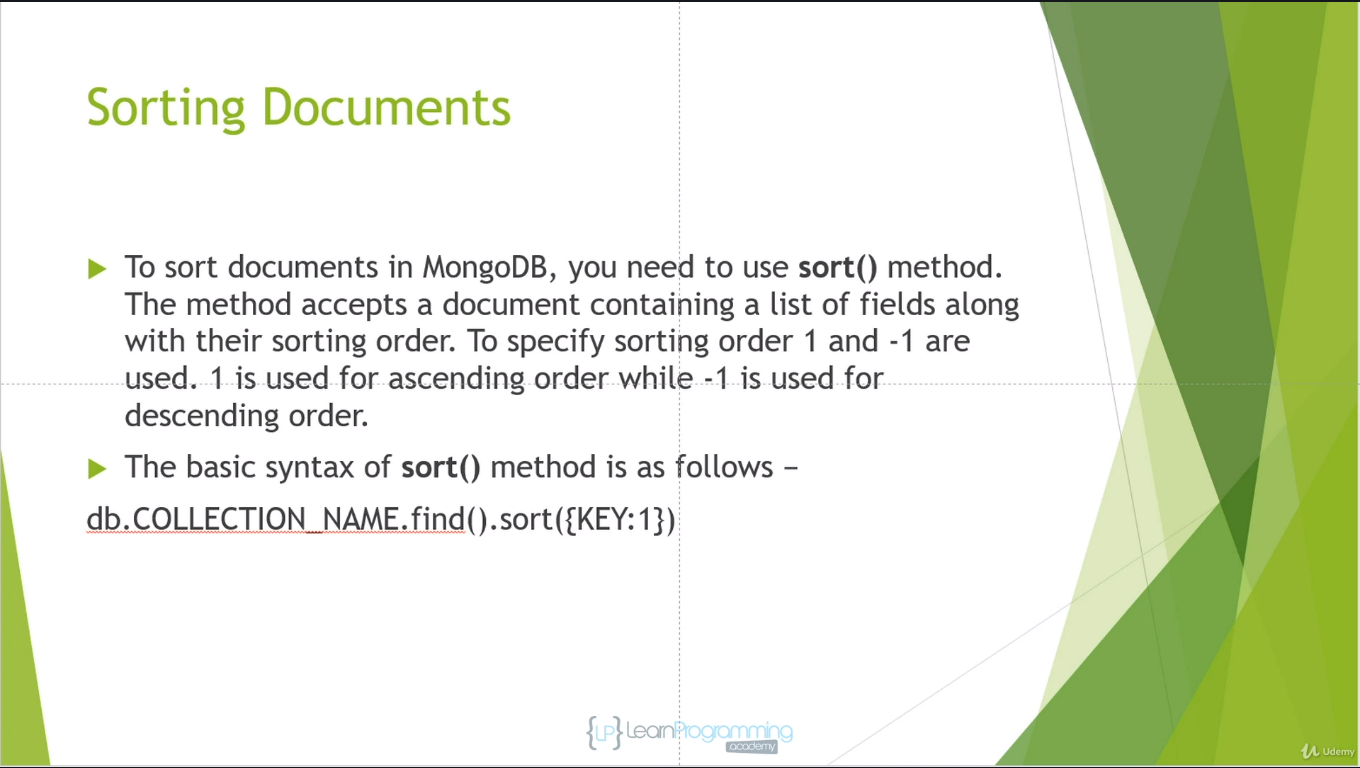 Sorting Documents
To sort documents in MongoDB, you need to use sort() method.
The method accepts a document containing a list of fields along
with their sorting order. To specify sorting order 1 and -1 are
used. 1 is used for ascending order while -1 is used for
descending order.
The basic syntax of sort() method is as follows –
db.COLLECTION_NAME.find().sort({KEY:1})
{LP} LearnProgramming
academy
Udemy